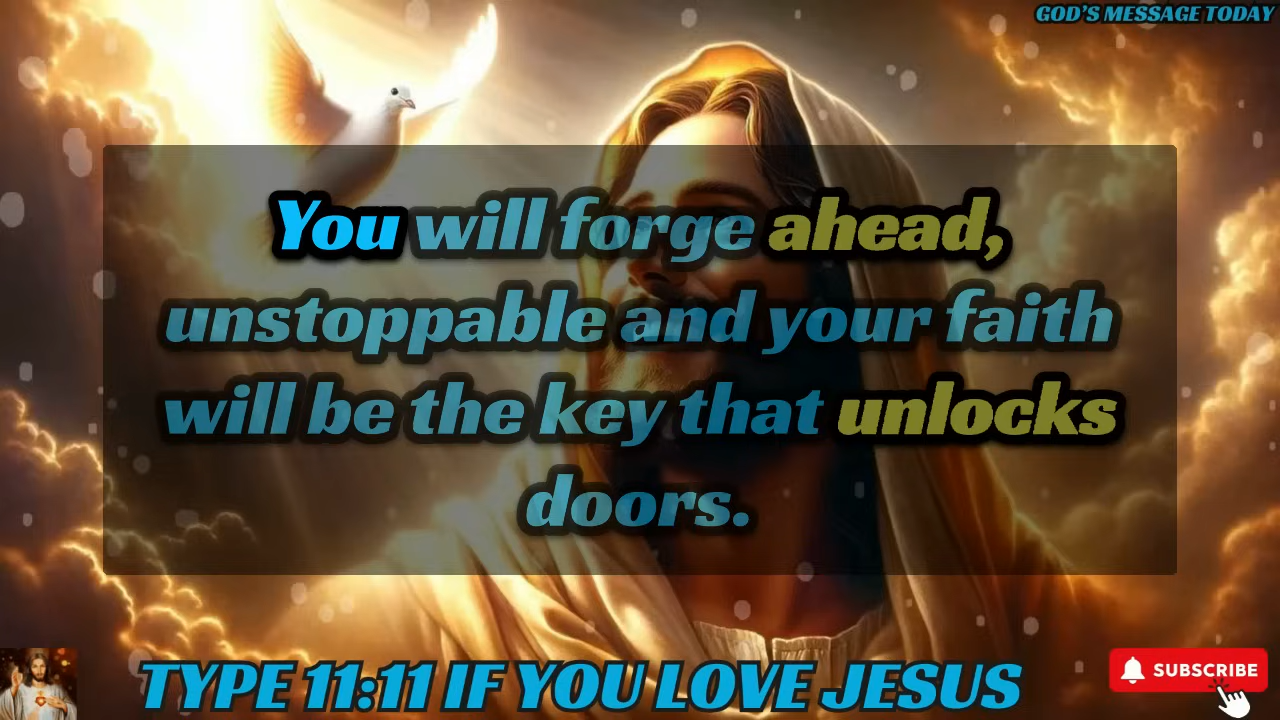 GOD'S MESSAGE TODAY
You will forge ahead,
unstoppable and your faith
will be the key that unlocks
doors.
TYPE 11:11 IF YOU LOVE JESUS
SUBSCRIBE